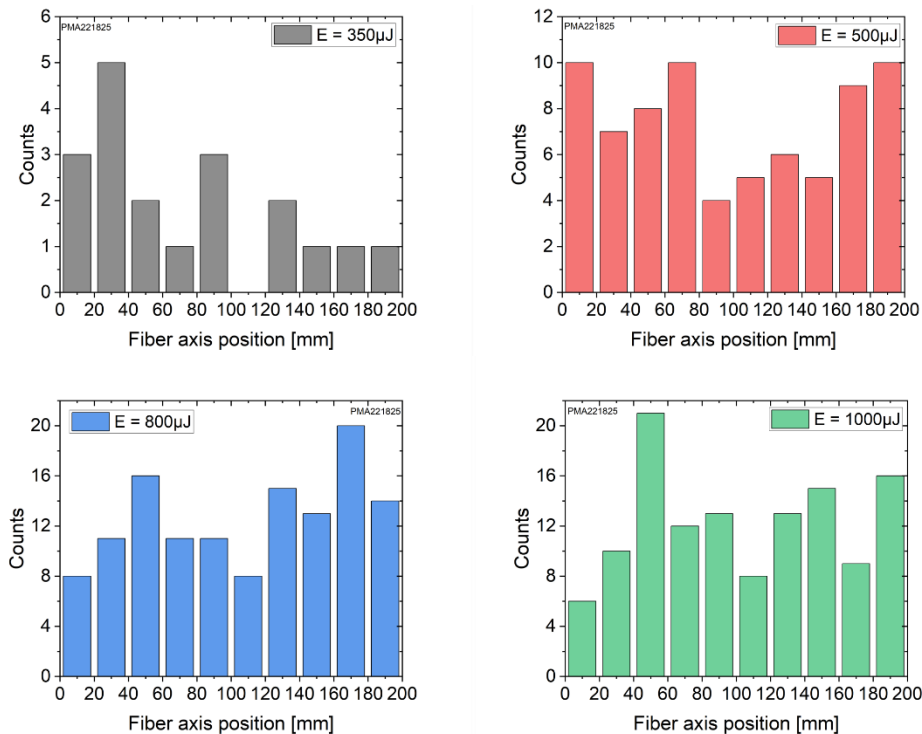 PMA221825
E = 350µJ
6
5
4
3
2
1
0
Counts
0 20 40 60 80 100 120 140 160 180 200
Fiber axis position [mm]
PMA221825
E = 500µJ
12
10
8
6
4
2
0
Counts
0 20 40 60 80 100 120 140 160 180 200
Fiber axis position [mm]
E = 800µJ
PMA221825
20
16
12
8
4
0
Counts
0 20 40 60 80 100 120 140 160 180 200
Fiber axis position [mm]
PMA221825
E = 1000µJ
20
16
12
8
4
0
Counts
0 20 40 60 80 100 120 140 160 180 200
Fiber axis position [mm]